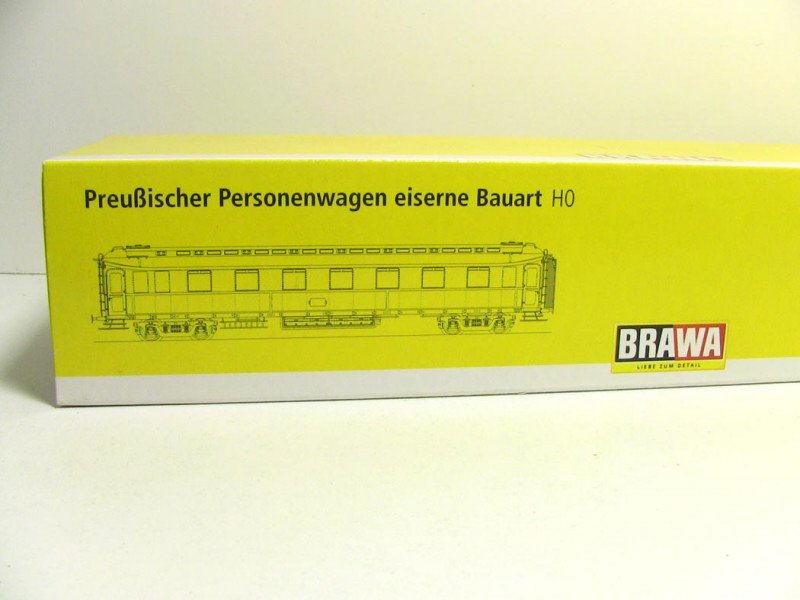 Preußischer Personenwagen eiserne Bauart H0
BRAWA
LIEBE ZUM DETAIL